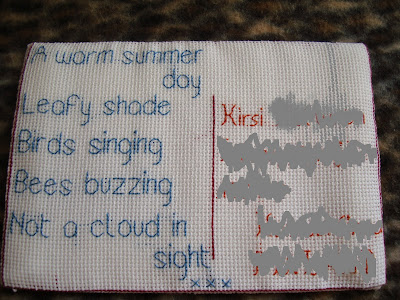 A warm summer
day
Leafy shade
Birds singing
Bees buzzing
Not a cloud in
sight
xxx
Kirsi